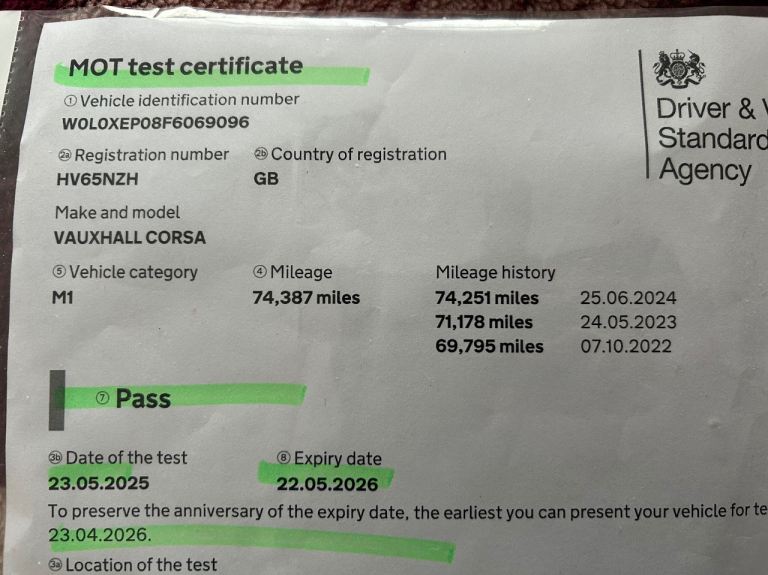 MOT test certificate
① Vehicle identification number
W0L0XEP08F6069096
2a Registration number 2b Country of registration
HV65NZH GB
Make and model
VAUXHALL CORSA
⑤ Vehicle category ④ Mileage Mileage history
M1 74,387 miles 74,251 miles 25.06.2024
71,178 miles 24.05.2023
69,795 miles 07.10.2022
⑦ Pass
3b Date of the test ⑧ Expiry date
23.05.2025 22.05.2026
To preserve the anniversary of the expiry date, the earliest you can present your vehicle for te
23.04.2026.
3a Location of the test
Driver & V
Standard
Agency